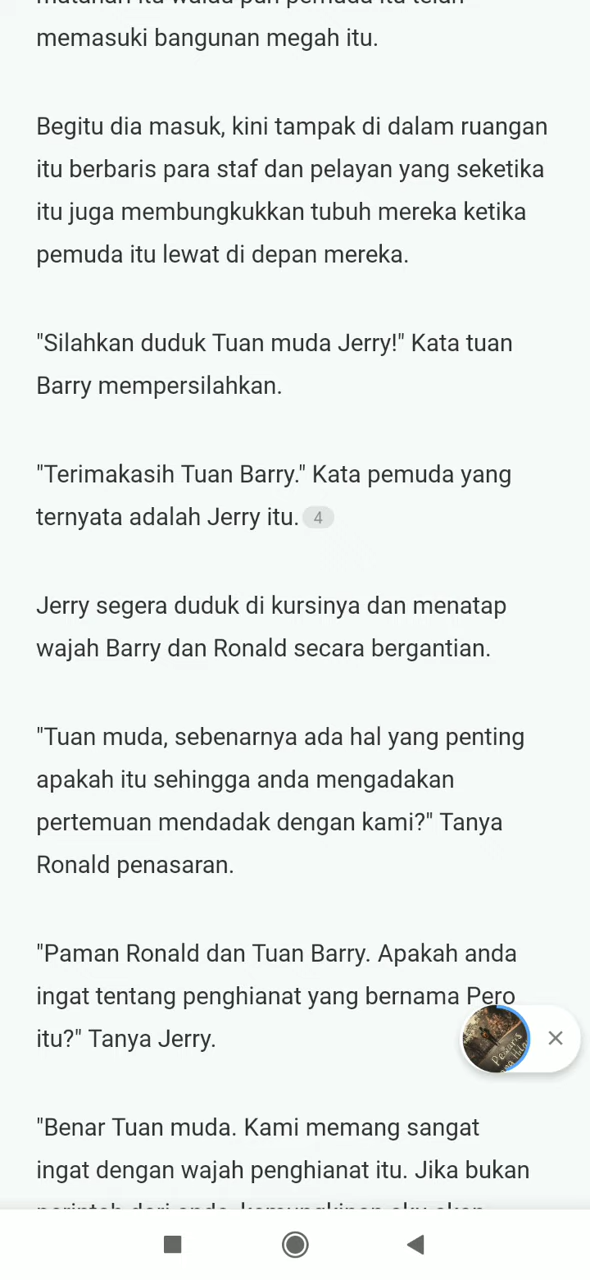 memasuki bangunan megah itu.
Begitu dia masuk, kini tampak di dalam ruangan
itu berbaris para staf dan pelayan yang seketika
itu juga membungkukkan tubuh mereka ketika
pemuda itu lewat di depan mereka.
"Silahkan duduk Tuan muda Jerry!" Kata tuan
Barry mempersilahkan.
"Terimakasih Tuan Barry." Kata pemuda yang
ternyata adalah Jerry itu. 4
Jerry segera duduk di kursinya dan menatap
wajah Barry dan Ronald secara bergantian.
"Tuan muda, sebenarnya ada hal yang penting
apakah itu sehingga anda mengadakan
pertemuan mendadak dengan kami?" Tanya
Ronald penasaran.
"Paman Ronald dan Tuan Barry. Apakah anda
ingat tentang penghianat yang bernama Pero
itu?" Tanya Jerry.
"Benar Tuan muda. Kami memang sangat
ingat dengan wajah penghianat itu. Jika bukan